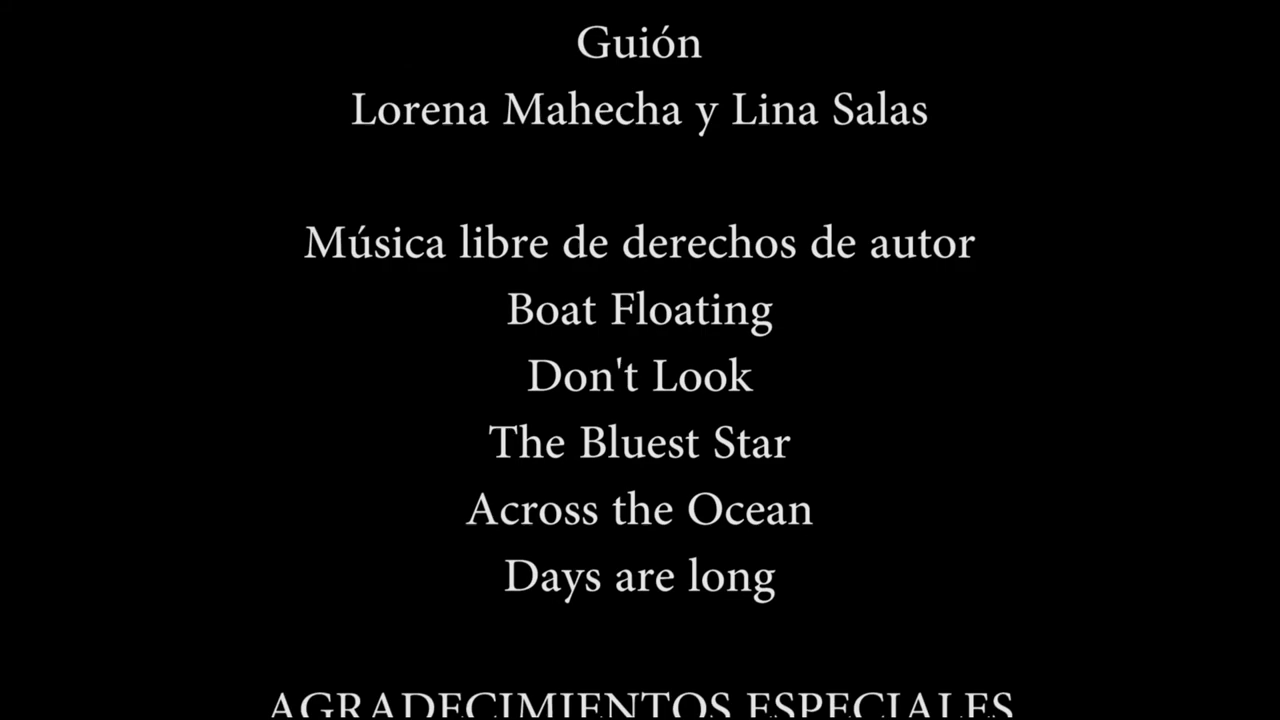 Guión
Lorena Mahecha y Lina Salas
Música libre de derechos de autor
Boat Floating
Don't Look
The Bluest Star
Across the Ocean
Days are long
AGRADECIMIENTOS ESPECIALES